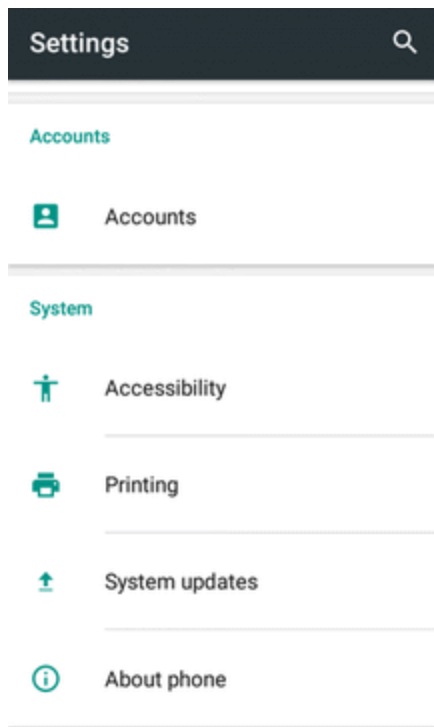 Settings
Accounts
Accounts
System
Accessibility
Printing
System updates
About phone